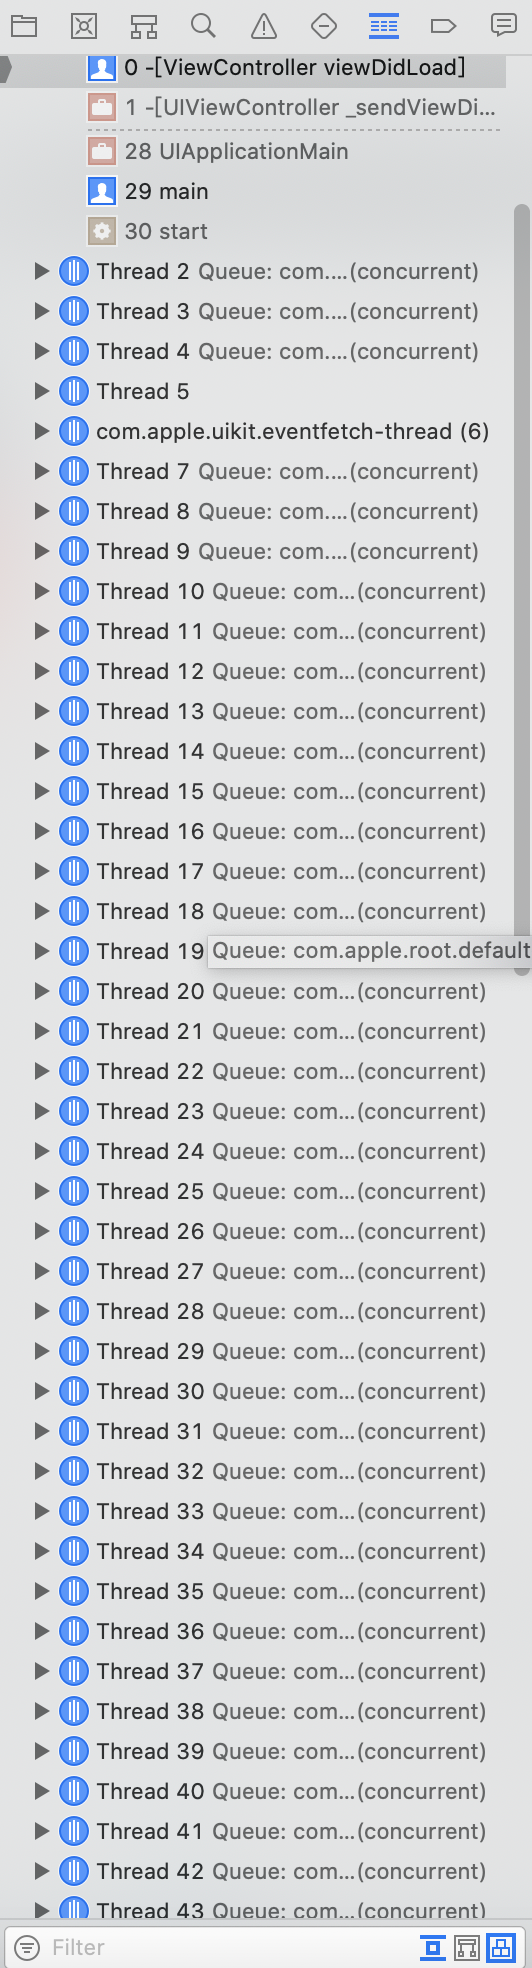 0 -[ViewController viewDidLoad]
1 -[UIViewController _sendViewDi...
28 UIApplicationMain
29 main
30 start
Thread 2 Queue: com....(concurrent)
Thread 3 Queue: com....(concurrent)
Thread 4 Queue: com....(concurrent)
Thread 5
com.apple.uikit.eventfetch-thread (6)
Thread 7 Queue: com....(concurrent)
Thread 8 Queue: com....(concurrent)
Thread 9 Queue: com....(concurrent)
Thread 10 Queue: com...(concurrent)
Thread 11 Queue: com...(concurrent)
Thread 12 Queue: com...(concurrent)
Thread 13 Queue: com...(concurrent)
Thread 14 Queue: com...(concurrent)
Thread 15 Queue: com...(concurrent)
Thread 16 Queue: com...(concurrent)
Thread 17 Queue: com...(concurrent)
Thread 18 Queue: com...(concurrent)
Thread 19 Queue: com.apple.root.default
Thread 20 Queue: com...(concurrent)
Thread 21 Queue: com...(concurrent)
Thread 22 Queue: com...(concurrent)
Thread 23 Queue: com...(concurrent)
Thread 24 Queue: com...(concurrent)
Thread 25 Queue: com...(concurrent)
Thread 26 Queue: com...(concurrent)
Thread 27 Queue: com...(concurrent)
Thread 28 Queue: com...(concurrent)
Thread 29 Queue: com...(concurrent)
Thread 30 Queue: com...(concurrent)
Thread 31 Queue: com...(concurrent)
Thread 32 Queue: com...(concurrent)
Thread 33 Queue: com...(concurrent)
Thread 34 Queue: com...(concurrent)
Thread 35 Queue: com...(concurrent)
Thread 36 Queue: com...(concurrent)
Thread 37 Queue: com...(concurrent)
Thread 38 Queue: com...(concurrent)
Thread 39 Queue: com...(concurrent)
Thread 40 Queue: com...(concurrent)
Thread 41 Queue: com...(concurrent)
Thread 42 Queue: com...(concurrent)
Thread 43 Queue: com...(concurrent)
Filter